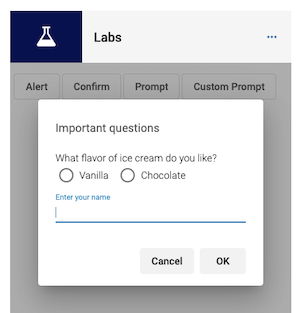 Labs
Alert Confirm Prompt Custom Prompt
Important questions
What flavor of ice cream do you like?
Vanilla Chocolate
Enter your name
Cancel OK